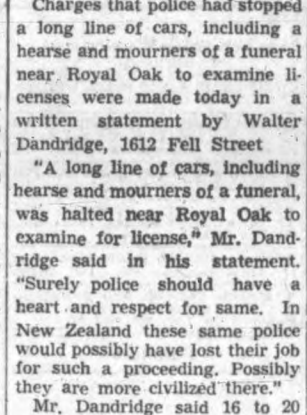 Charges that police had stopped
a long line of cars, including a
hearse and mourners of a funeral
near Royal Oak to examine li-
censes were made today in a
written statement by Walter
Dandridge, 1612 Fell Street
"A long line of cars, including
hearse and mourners of a funeral,
was halted near Royal Oak to
examine for license," Mr. Dand-
ridge said in his statement.
"Surely police should have a
heart and respect for same. In
New Zealand these same police
would possibly have lost their job
for such a proceeding. Possibly
they are more civilized there."
Mr. Dandridge said 16 to 20